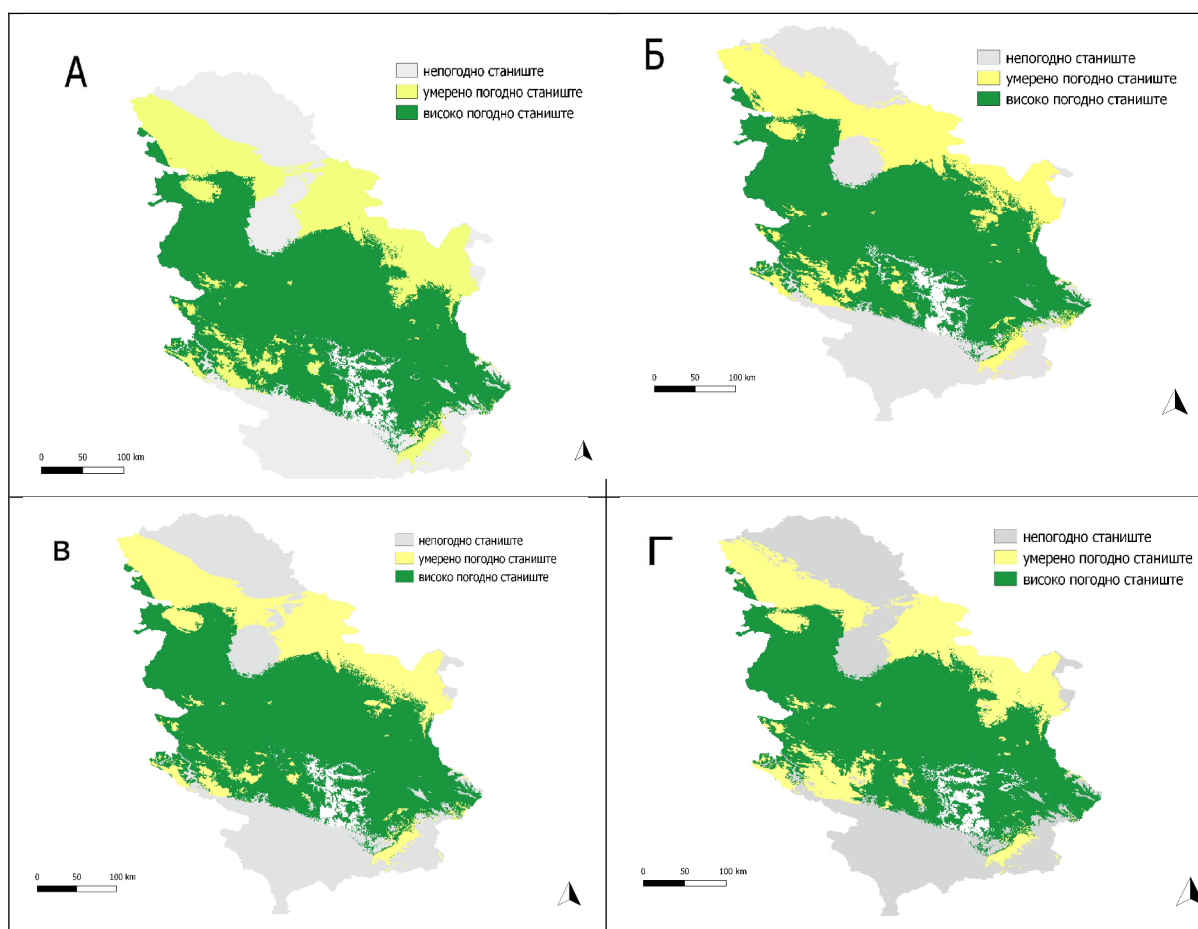 А
непогодно станиште
умерено погодно станиште
високо погодно станиште
0 50 100 km
Б
непогодно станиште
умерено погодно станиште
високо погодно станиште
0 50 100 km
в
непогодно станиште
умерено погодно станиште
високо погодно станиште
0 50 100 km
Г
непогодно станиште
умерено погодно станиште
високо погодно станиште
0 50 100 km